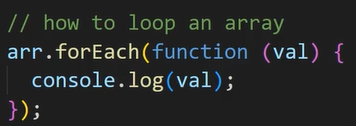 // how to loop an array
arr.forEach(function (val) {
  console.log(val);
});